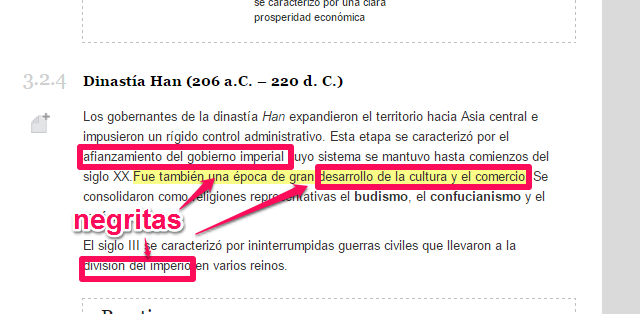 se caracterizó por una clara
prosperidad económica
3.2.4 Dinastía Han (206 a.C. – 220 d. C.)
Los gobernantes de la dinastía Han expandieron el territorio hacia Asia central e
impusieron un rígido control administrativo. Esta etapa se caracterizó por el
afianzamiento del gobierno imperial cuyo sistema se mantuvo hasta comienzos del
siglo XX. Fue también una época de gran desarrollo de la cultura y el comercio. Se
consolidaron como religiones representativas el budismo, el confucianismo y el
negritas
El siglo III se caracterizó por ininterrumpidas guerras civiles que llevaron a la
división del imperio en varios reinos.